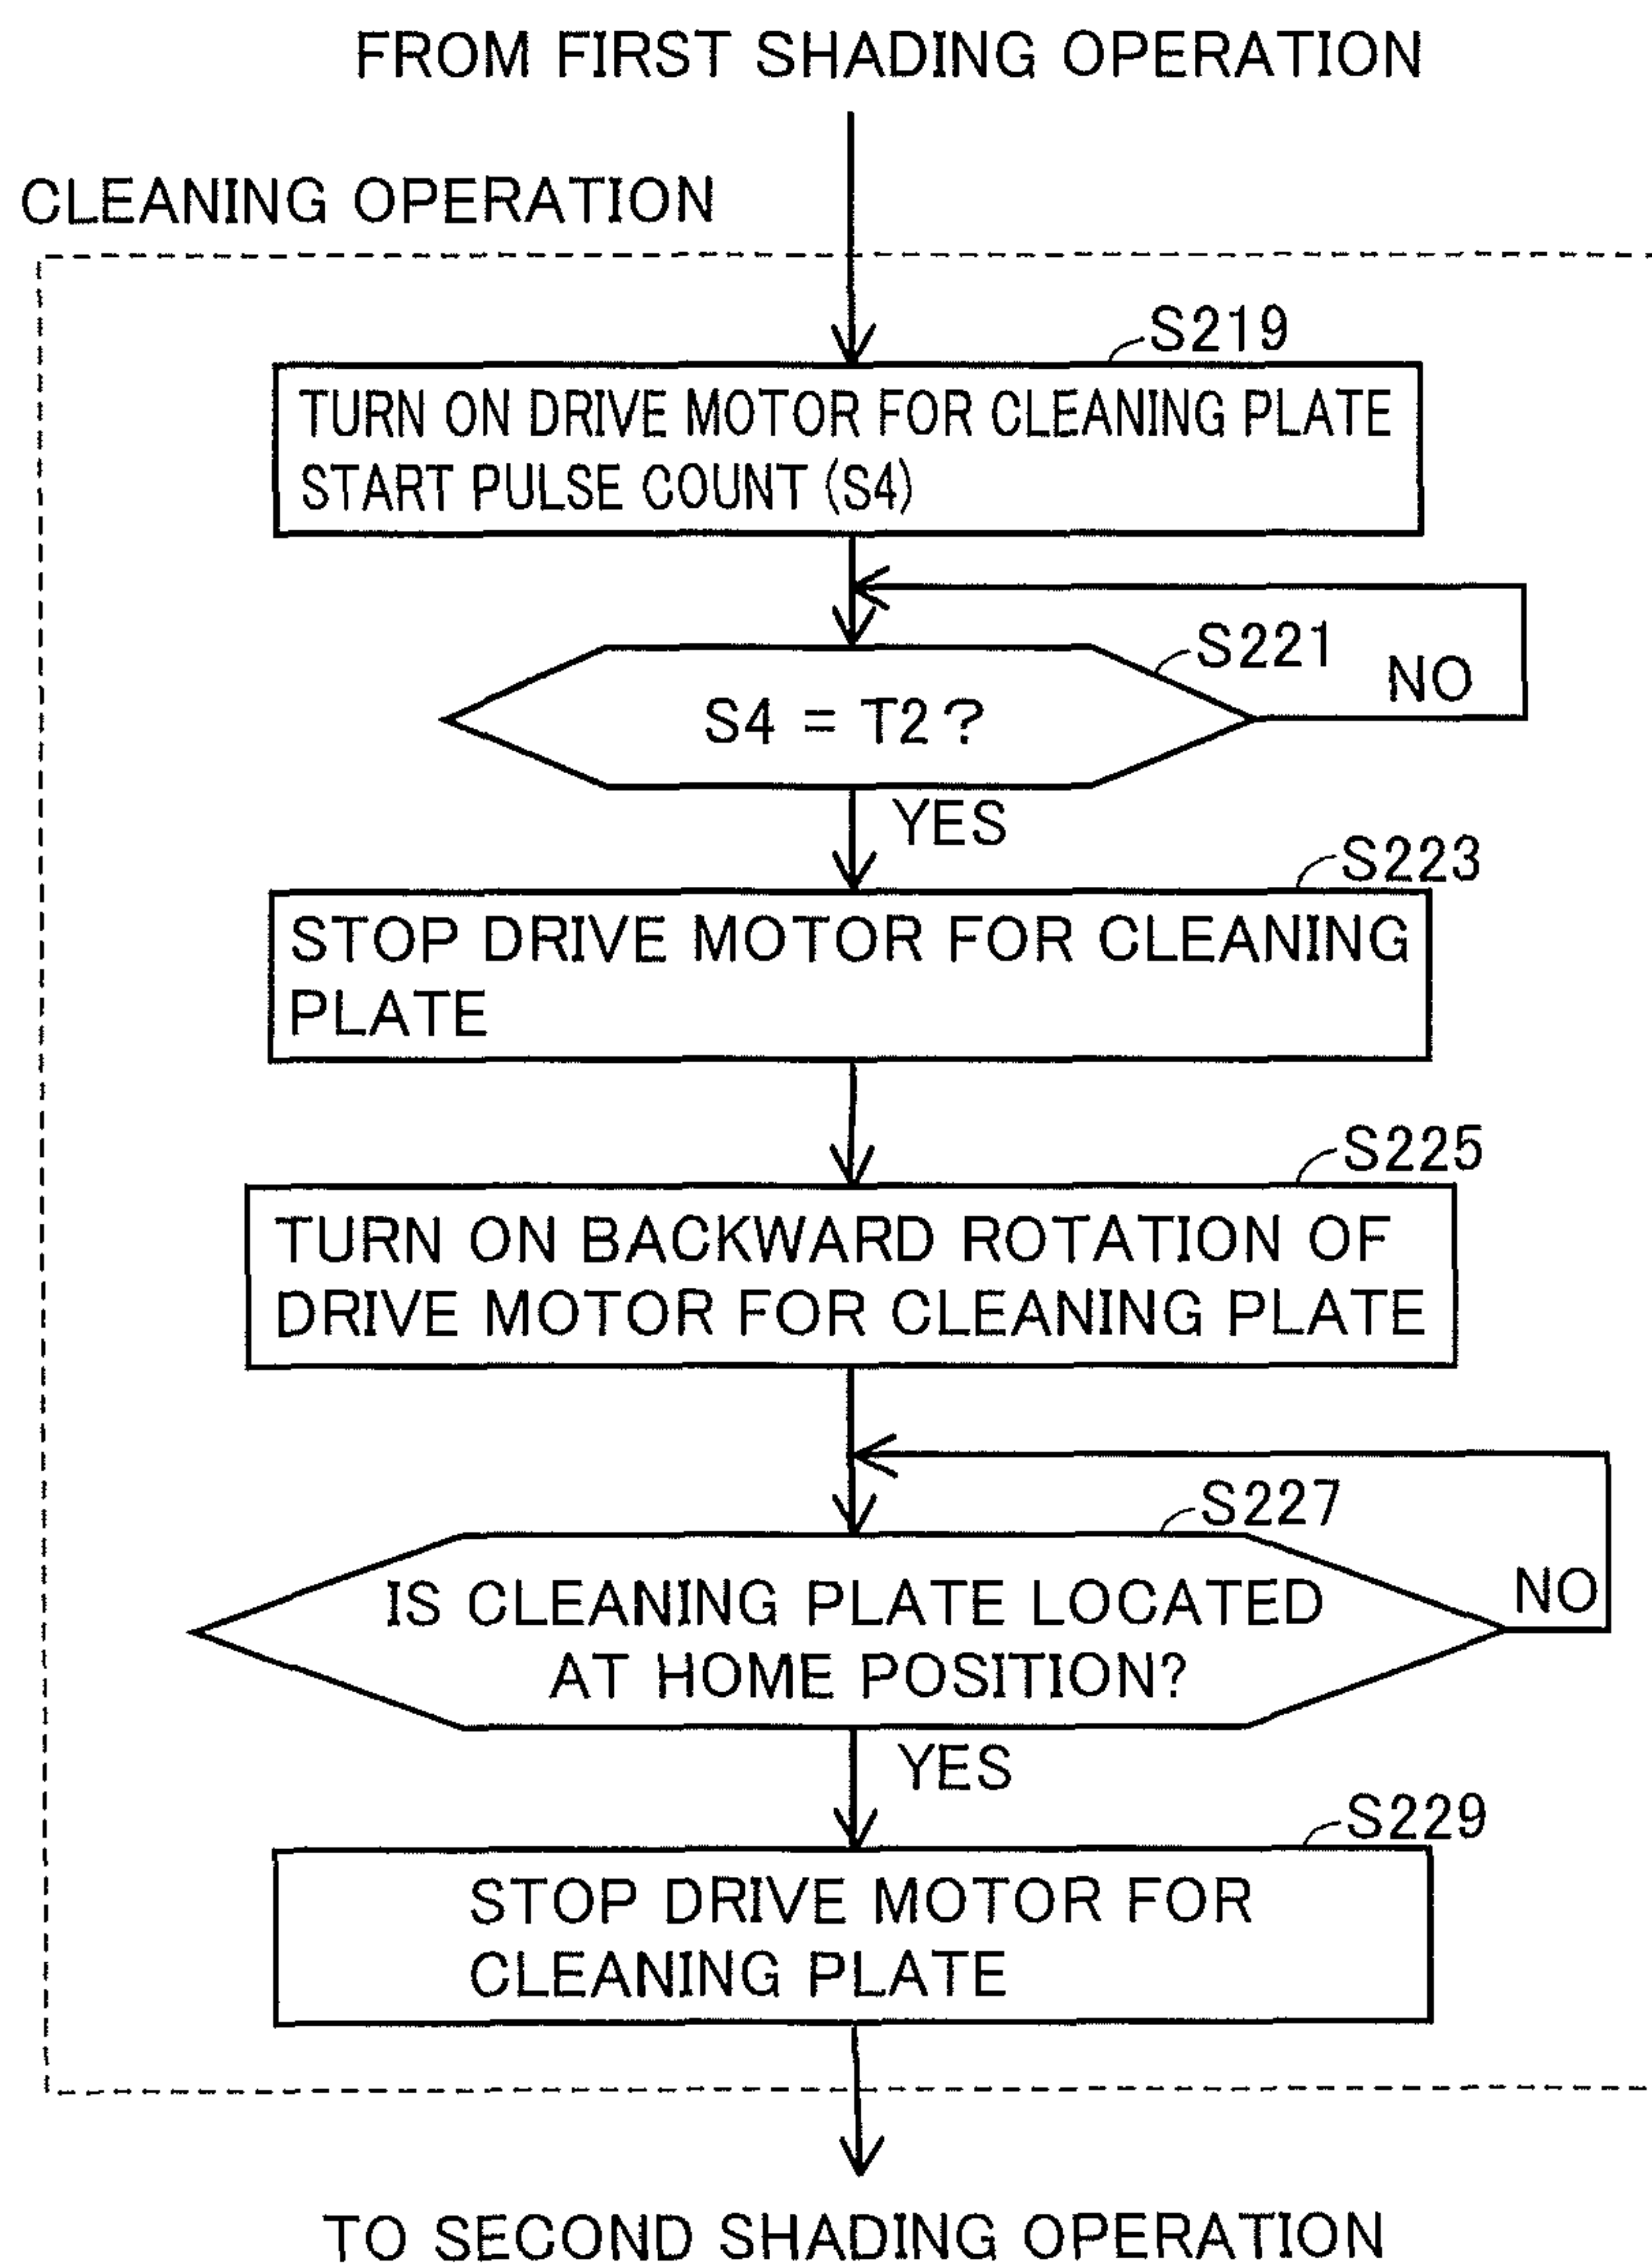 FROM FIRST SHADING OPERATION
CLEANING OPERATION
S219
TURN ON DRIVE MOTOR FOR CLEANING PLATE
START PULSE COUNT (S4)
S221
NO
S4 = T2?
YES
S223
STOP DRIVE MOTOR FOR CLEANING
PLATE
S225
TURN ON BACKWARD ROTATION OF
DRIVE MOTOR FOR CLEANING PLATE
S227
NO
IS CLEANING PLATE LOCATED
AT HOME POSITION?
YES
S229
STOP DRIVE MOTOR FOR
CLEANING PLATE
TO SECOND SHADING OPERATION